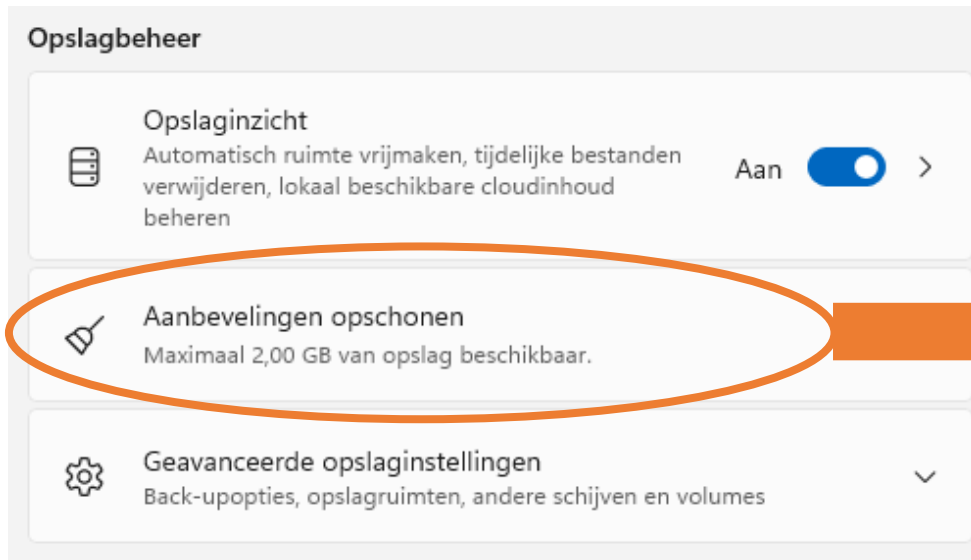 Opslagbeheer
Opslaginzicht
Automatisch ruimte vrijmaken, tijdelijke bestanden
verwijderen, lokaal beschikbare cloudinhoud
beheren
Aan
Aanbevelingen opschonen
Maximaal 2,00 GB van opslag beschikbaar.
Geavanceerde opslaginstellingen
Back-upopties, opslagruimten, andere schijven en volumes